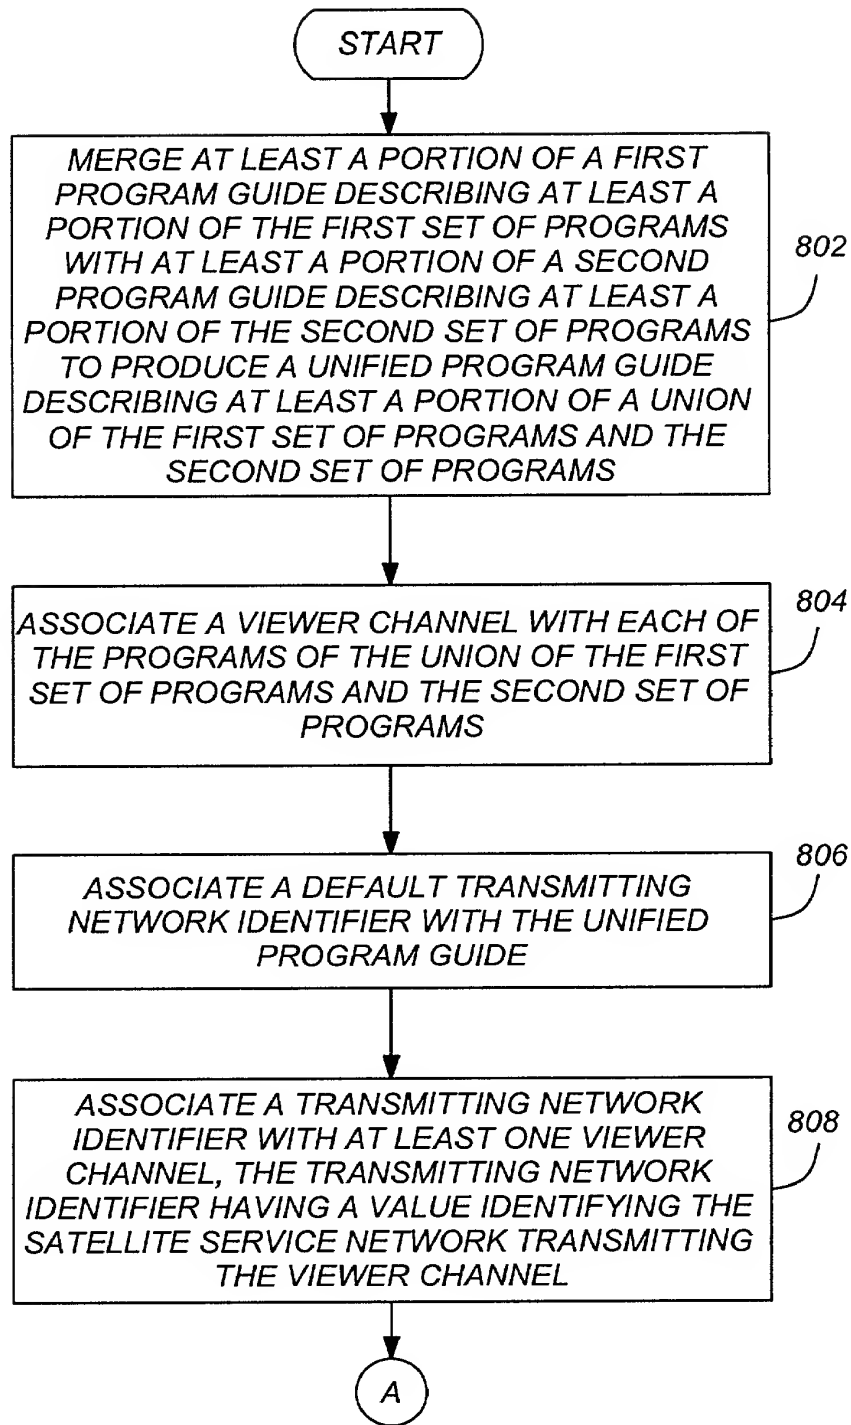 START
MERGE AT LEAST A PORTION OF A FIRST
PROGRAM GUIDE DESCRIBING AT LEAST A
PORTION OF THE FIRST SET OF PROGRAMS
WITH AT LEAST A PORTION OF A SECOND
PROGRAM GUIDE DESCRIBING AT LEAST A
PORTION OF THE SECOND SET OF PROGRAMS
TO PRODUCE A UNIFIED PROGRAM GUIDE
DESCRIBING AT LEAST A PORTION OF A UNION
OF THE FIRST SET OF PROGRAMS AND THE
SECOND SET OF PROGRAMS
802
ASSOCIATE A VIEWER CHANNEL WITH EACH OF
THE PROGRAMS OF THE UNION OF THE FIRST
SET OF PROGRAMS AND THE SECOND SET OF
PROGRAMS
804
ASSOCIATE A DEFAULT TRANSMITTING
NETWORK IDENTIFIER WITH THE UNIFIED
PROGRAM GUIDE
806
ASSOCIATE A TRANSMITTING NETWORK
IDENTIFIER WITH AT LEAST ONE VIEWER
CHANNEL, THE TRANSMITTING NETWORK
IDENTIFIER HAVING A VALUE IDENTIFYING THE
SATELLITE SERVICE NETWORK TRANSMITTING
THE VIEWER CHANNEL
808
A